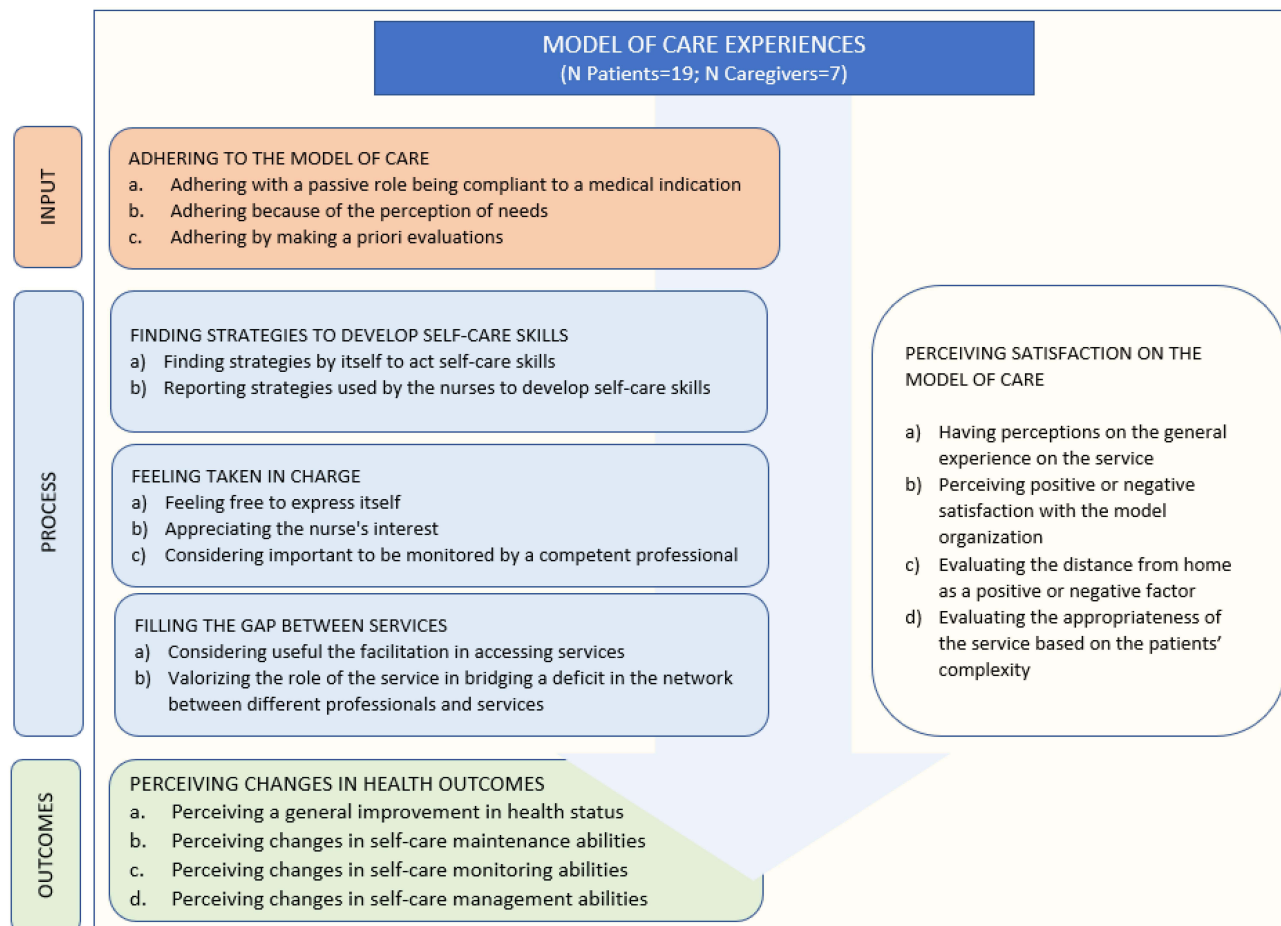 MODEL OF CARE EXPERIENCES
(N Patients=19; N Caregivers=7)
INPUT
ADHERING TO THE MODEL OF CARE
a. Adhering with a passive role being compliant to a medical indication
b. Adhering because of the perception of needs
c. Adhering by making a priori evaluations
PROCESS
FINDING STRATEGIES TO DEVELOP SELF-CARE SKILLS
a) Finding strategies by itself to act self-care skills
b) Reporting strategies used by the nurses to develop self-care skills
FEELING TAKEN IN CHARGE
a) Feeling free to express itself
b) Appreciating the nurse's interest
c) Considering important to be monitored by a competent professional
FILLING THE GAP BETWEEN SERVICES
a) Considering useful the facilitation in accessing services
b) Valorizing the role of the service in bridging a deficit in the network
between different professionals and services
PERCEIVING SATISFACTION ON THE
MODEL OF CARE
a) Having perceptions on the general
experience on the service
b) Perceiving positive or negative
satisfaction with the model
organization
c) Evaluating the distance from home
as a positive or negative factor
d) Evaluating the appropriateness of
the service based on the patients’
complexity
OUTCOMES
PERCEIVING CHANGES IN HEALTH OUTCOMES
a. Perceiving a general improvement in health status
b. Perceiving changes in self-care maintenance abilities
c. Perceiving changes in self-care monitoring abilities
d. Perceiving changes in self-care management abilities